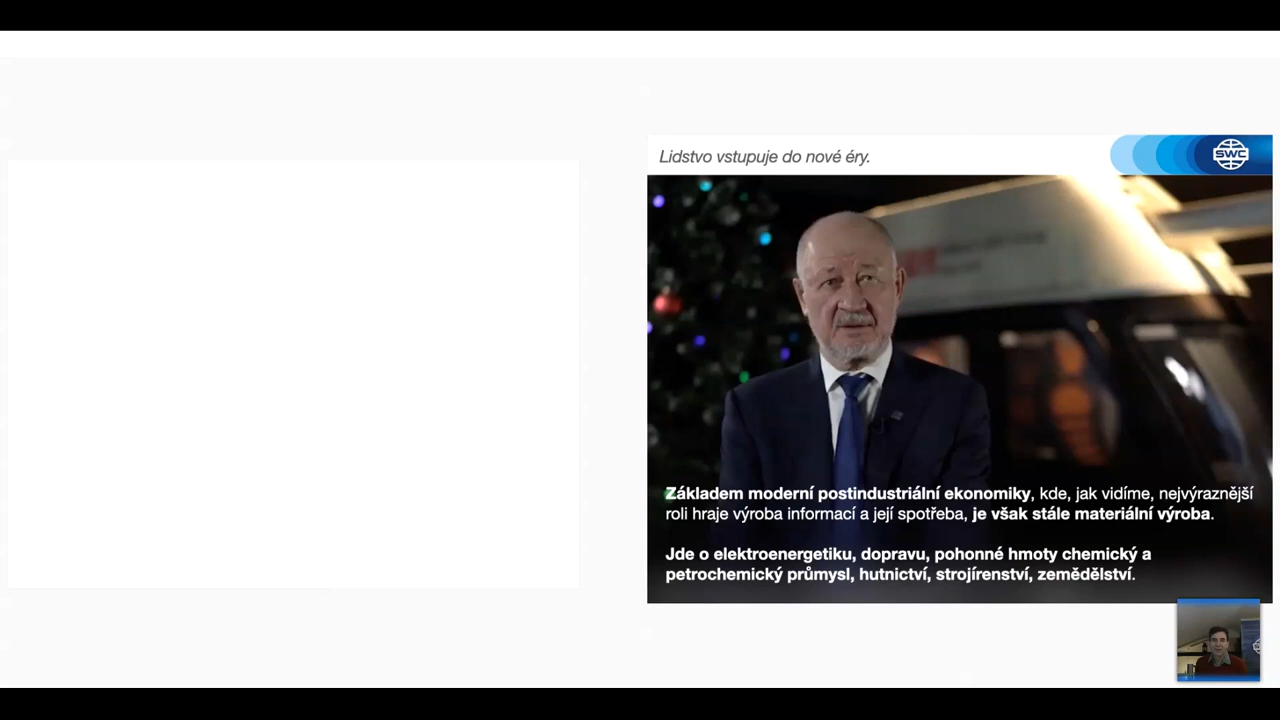 Lidstvo vstupuje do nové éry.
SWC
Základem moderní postindustriální ekonomiky, kde, jak vidíme, nejvýraznější
roli hraje výroba informací a její spotřeba, je však stále materiální výroba.
Jde o elektroenergetiku, dopravu, pohonné hmoty chemický a
petrochemický průmysl, hutnictví, strojírenství, zemědělství.